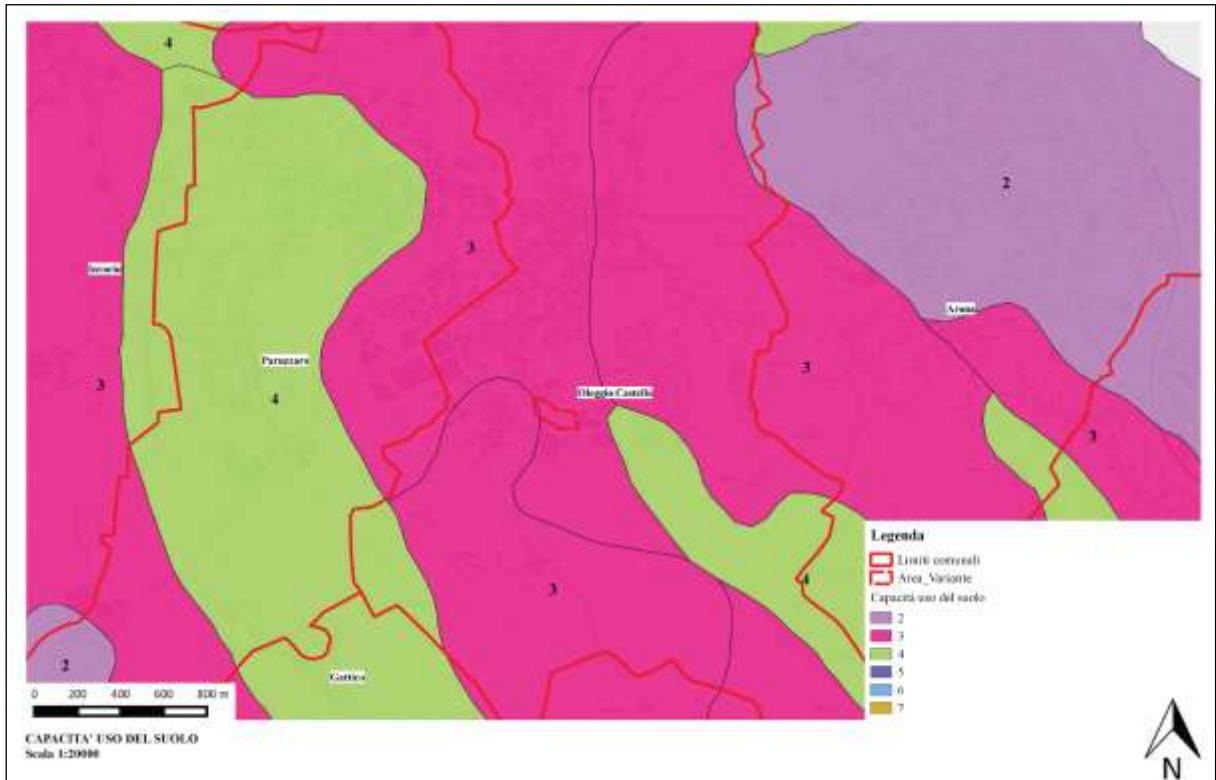 4
2
3
Invorio
Arona
Paruzzaro
3
4
3
Oleggio Castello
3
3
4
2
Gattico
Legenda
Limiti comunali
Area_Variante
Capacità uso del suolo
2
3
4
5
6
7
0 200 400 600 800 m
CAPACITA' USO DEL SUOLO
Scala 1:20000
N